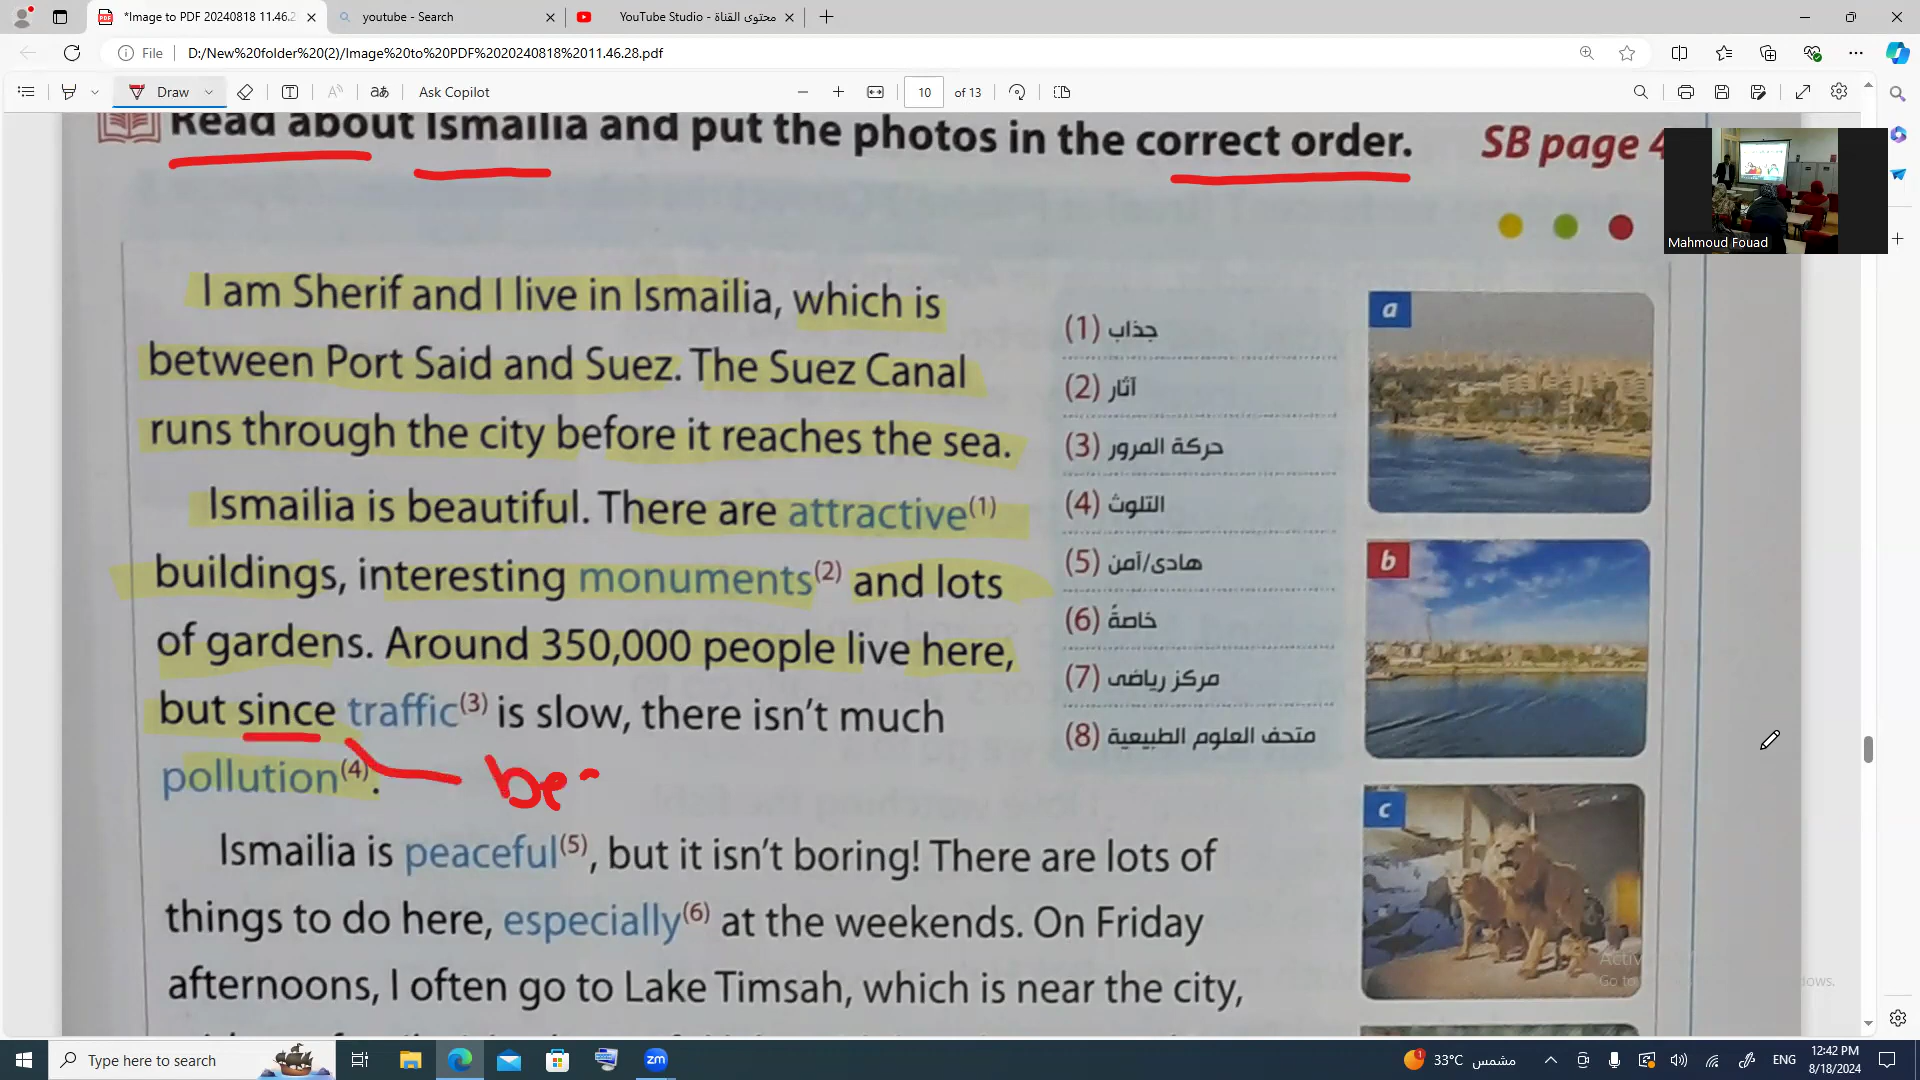 *Image to PDF 20240818 11.46.2
youtube - Search
YouTube Studio - محتوى القناة
File
D:/New%20folder%20(2)/Image%20to%20PDF%2020240818%2011.46.28.pdf
Draw
Ask Copilot
10
of 13
Read about Ismailia and put the photos in the correct order.
SB page 4
Mahmoud Fouad
I am Sherif and I live in Ismailia, which is
between Port Said and Suez. The Suez Canal
runs through the city before it reaches the sea.
Ismailia is beautiful. There are attractive(1)
buildings, interesting monuments(2) and lots
of gardens. Around 350,000 people live here,
but since traffic(3) is slow, there isn't much
pollution(4).
be
Ismailia is peaceful(5), but it isn't boring! There are lots of
things to do here, especially(6) at the weekends. On Friday
afternoons, I often go to Lake Timsah, which is near the city,
(1) جذاب
(2) آثار
(3) حركة المرور
(4) التلوث
(5) هادى/آمن
(6) خاصةً
(7) مركز رياضى
(8) متحف العلوم الطبيعية
a
b
c
Type here to search
zm
33°C مشمس
ENG
12:42 PM
8/18/2024